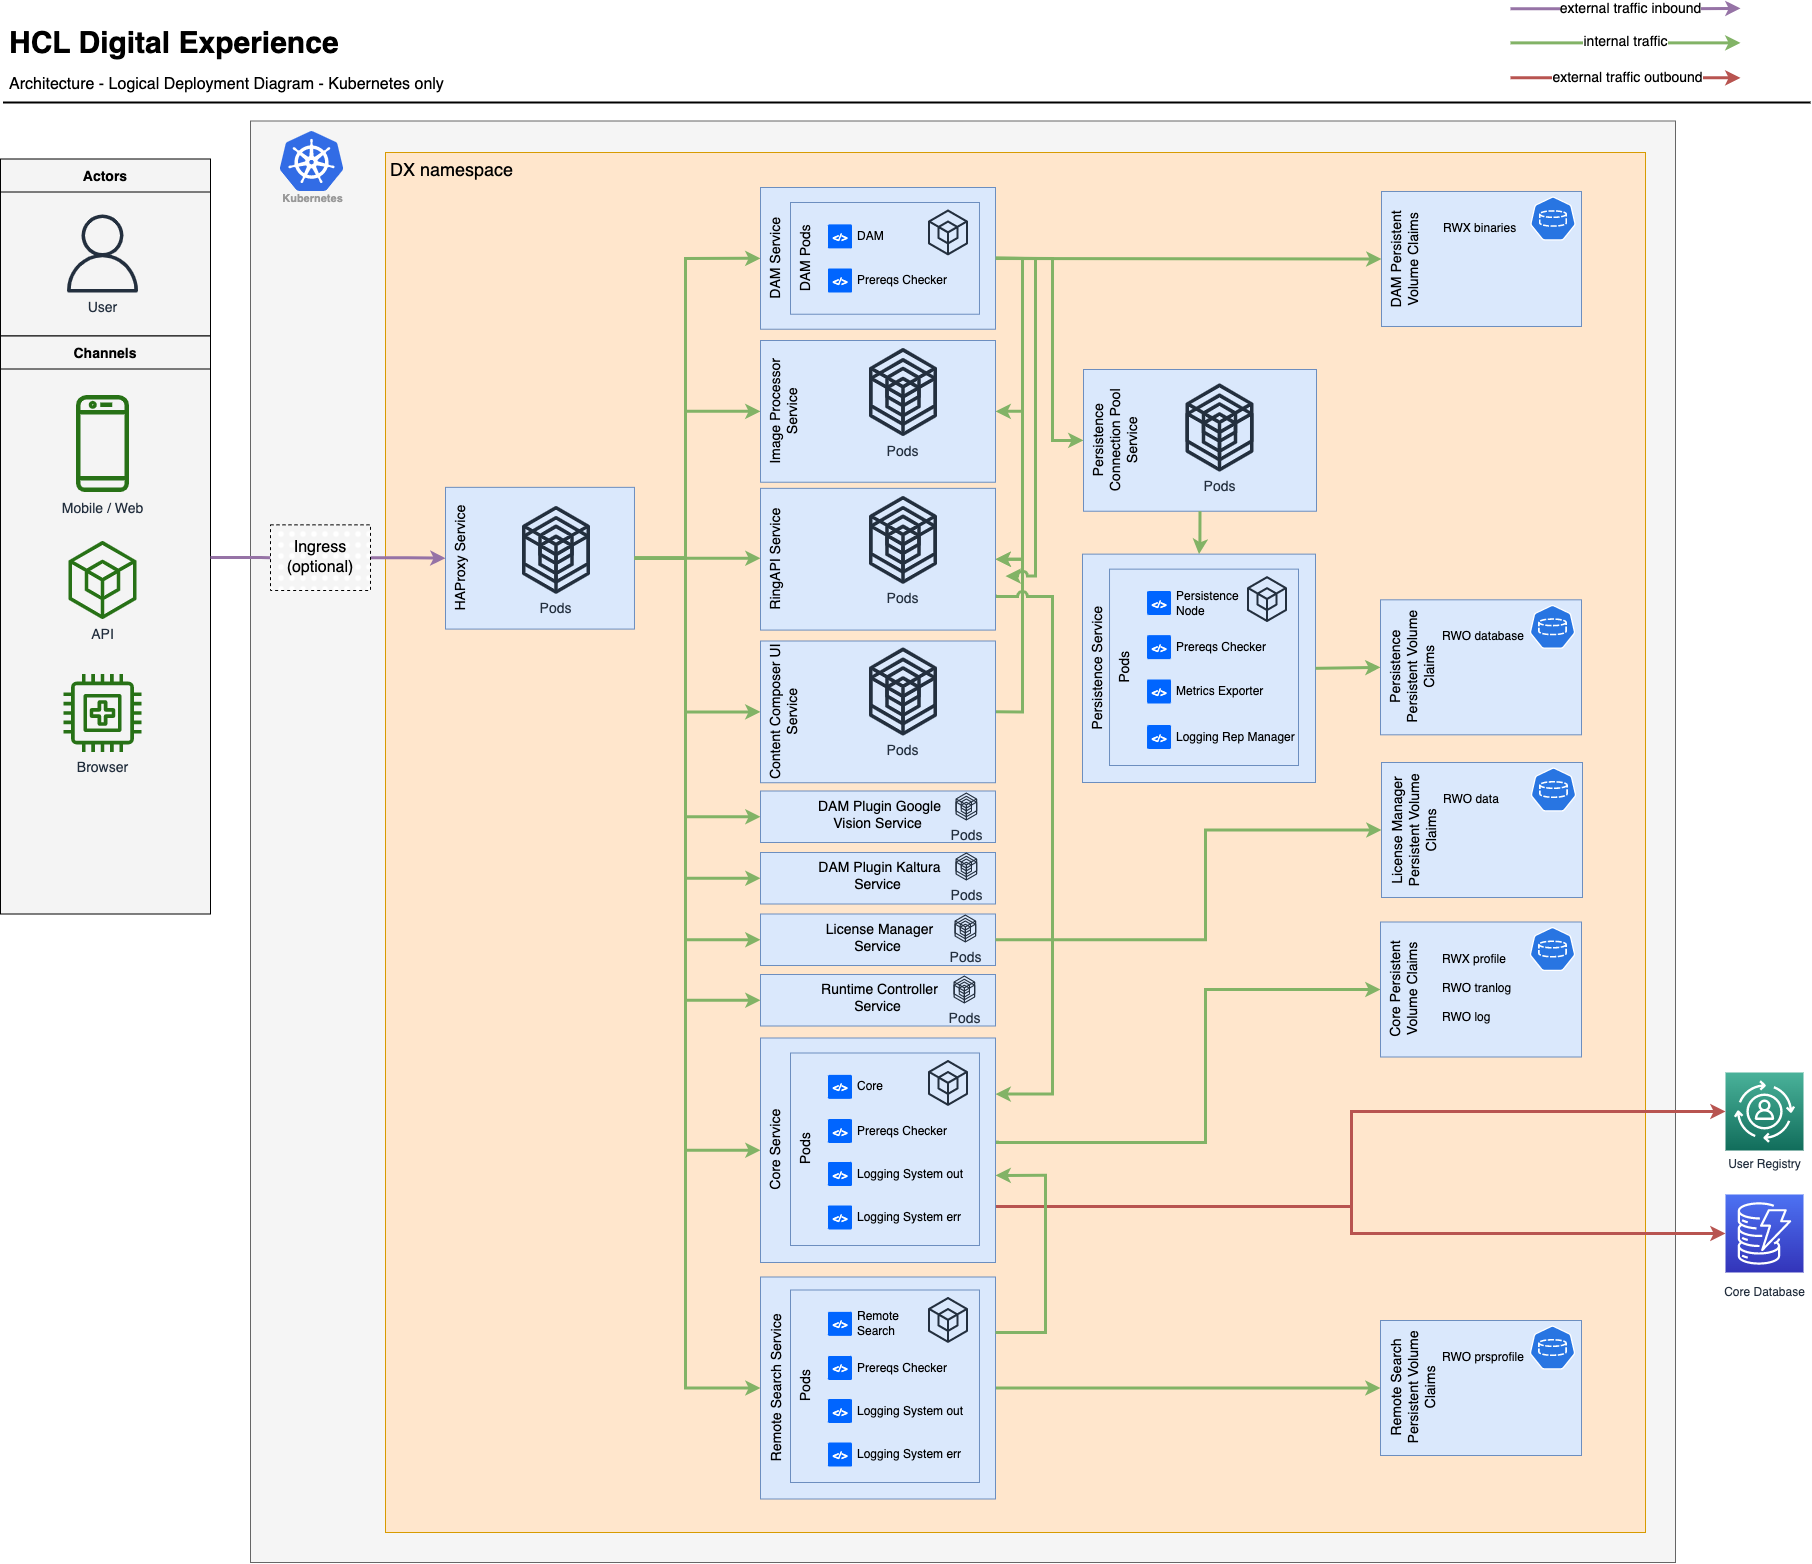 HCL Digital Experience
Architecture - Logical Deployment Diagram - Kubernetes only
external traffic inbound
internal traffic
external traffic outbound
Actors
User
Channels
Mobile / Web
API
Browser
Kubernetes
Ingress
(optional)
DX namespace
HAProxy Service
Pods
DAM Service
DAM Pods
DAM
Prereqs Checker
Image Processor
Service
Pods
RingAPI Service
Pods
Content Composer UI
Service
Pods
DAM Plugin Google
Vision Service
Pods
DAM Plugin Kaltura
Service
Pods
License Manager
Service
Pods
Runtime Controller
Service
Pods
Core Service
Pods
Core
Prereqs Checker
Logging System out
Logging System err
Remote Search Service
Pods
Remote
Search
Prereqs Checker
Logging System out
Logging System err
Persistence
Connection Pool
Service
Pods
Persistence Service
Pods
Persistence
Node
Prereqs Checker
Metrics Exporter
Logging Rep Manager
DAM Persistent
Volume Claims
RWX binaries
Persistence
Persistent Volume
Claims
RWO database
License Manager
Persistent Volume
Claims
RWO data
Core Persistent
Volume Claims
RWX profile
RWO tranlog
RWO log
Remote Search
Persistent Volume
Claims
RWO prsprofile
User Registry
Core Database